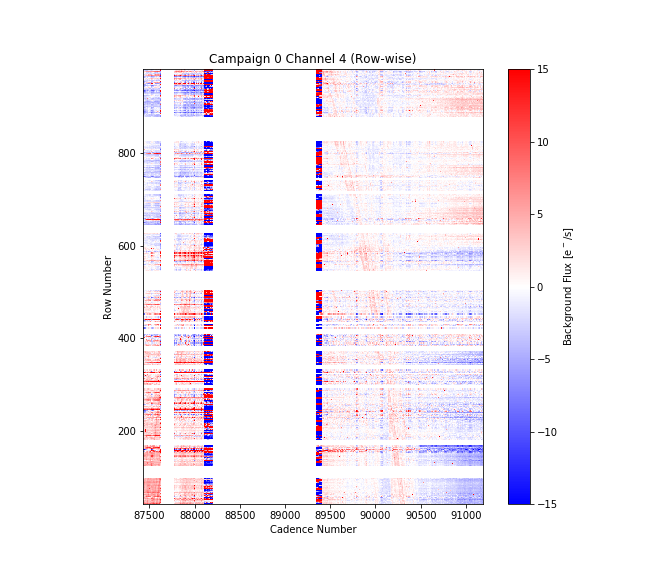 Campaign 0 Channel 4 (Row-wise)
Row Number
800
600
400
200
87500 88000 88500 89000 89500 90000 90500 91000
Cadence Number
15
10
5
0
−5
−10
−15
Background Flux [e⁻/s]